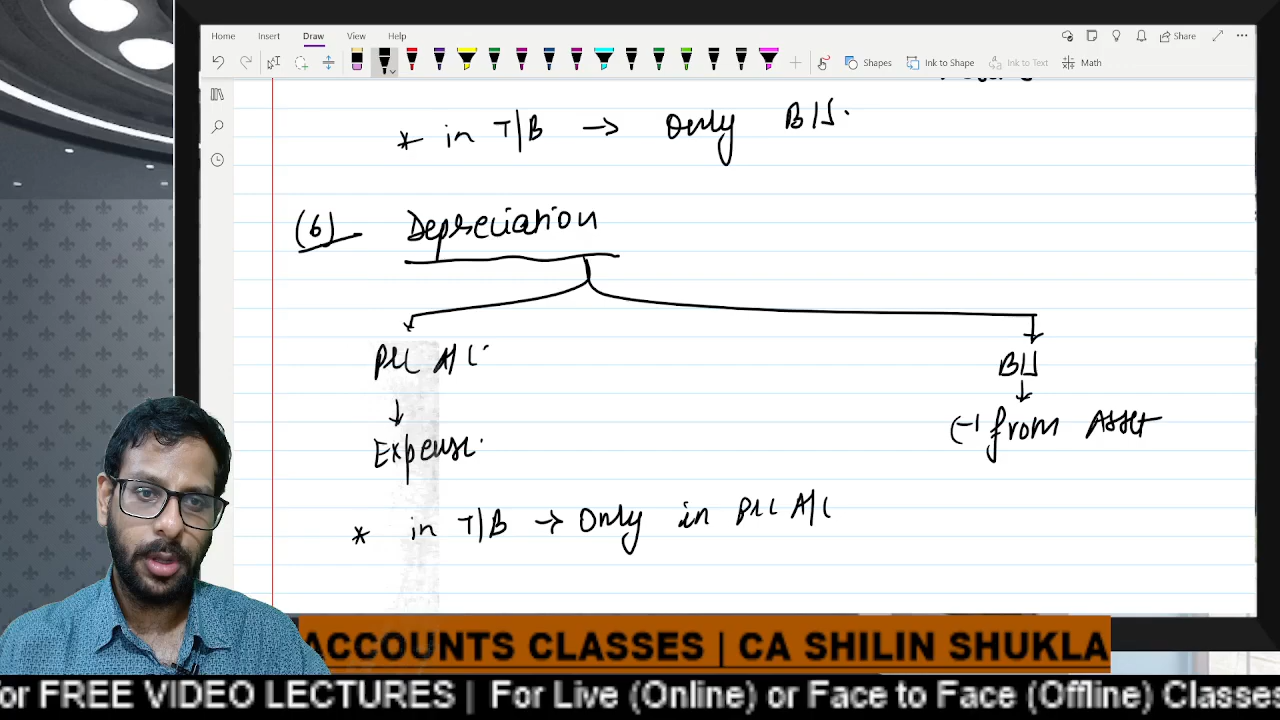 Home Insert Draw View Help Share
Shapes Ink to Shape Ink to Text Math
* in T/B → Only B/S.
(6) Depreciation
P&L A/C B/S
↓ ↓
Expense. (-) from Asset
* in T/B → Only in P&L A/C
ACCOUNTS CLASSES | CA SHILIN SHUKLA
for FREE VIDEO LECTURES | For Live (Online) or Face to Face (Offline) Classes